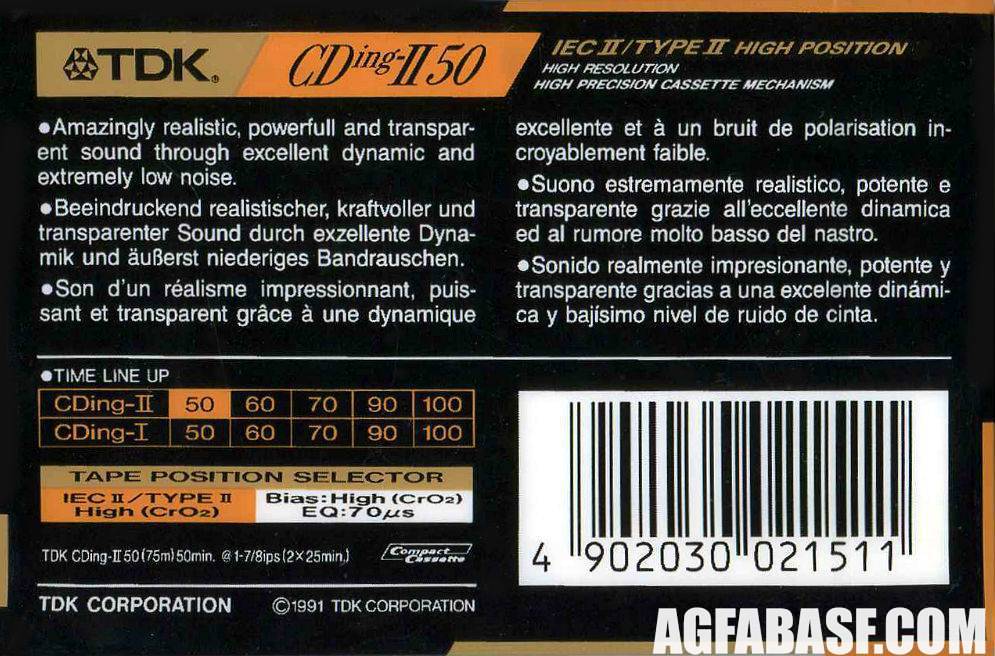 TDK.
CDing-II 50
IEC II/TYPE II HIGH POSITION
HIGH RESOLUTION
HIGH PRECISION CASSETTE MECHANISM
●Amazingly realistic, powerfull and transpar-
ent sound through excellent dynamic and
extremely low noise.
●Beeindruckend realistischer, kraftvoller und
transparenter Sound durch exzellente Dyna-
mik und äußerst niederiges Bandrauschen.
●Son d'un réalisme impressionnant, puis-
sant et transparent grâce à une dynamique
excellente et à un bruit de polarisation in-
croyablement faible.
●Suono estremamente realistico, potente e
transparente grazie all'eccellente dinamica
ed al rumore molto basso del nastro.
●Sonido realmente impresionante, potente y
transparente gracias a una excelente dinámi-
ca y bajísimo nivel de ruido de cinta.
●TIME LINE UP
CDing-II 50 60 70 90 100
CDing-I 50 60 70 90 100
TAPE POSITION SELECTOR
IEC II/TYPE II
High (CrO2)
Bias:High (CrO2)
EQ:70μs
TDK CDing-II 50 (75m) 50min. @1-7/8ips (2×25min.)
Compact
Cassette
TDK CORPORATION
©1991 TDK CORPORATION
4 902030 021511
AGFABASF.COM